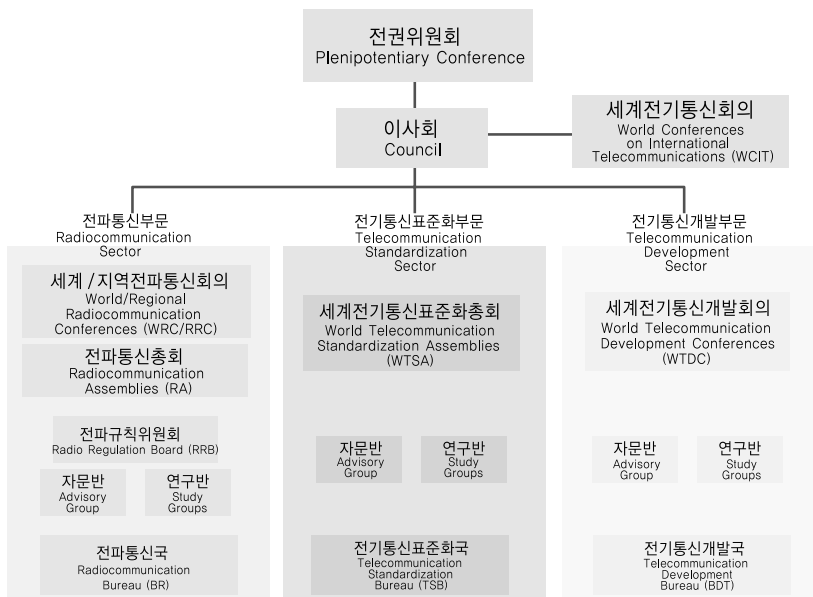 전권위원회
Plenipotentiary Conference
이사회
Council
세계전기통신회의
World Conferences
on International
Telecommunications (WCIT)
전파통신부문
Radiocommunication
Sector
세계 / 지역전파통신회의
World/Regional
Radiocommunication
Conferences (WRC/RRC)
전파통신총회
Radiocommunication
Assemblies (RA)
전파규칙위원회
Radio Regulation Board (RRB)
자문반
Advisory
Group
연구반
Study
Groups
전파통신국
Radiocommunication
Bureau (BR)
전기통신표준화부문
Telecommunication
Standardization
Sector
세계전기통신표준화총회
World Telecommunication
Standardization Assemblies
(WTSA)
자문반
Advisory
Group
연구반
Study
Groups
전기통신표준화국
Telecommunication
Standardization
Bureau (TSB)
전기통신개발부문
Telecommunication
Development
Sector
세계전기통신개발회의
World Telecommunication
Development Conferences
(WTDC)
자문반
Advisory
Group
연구반
Study
Groups
전기통신개발국
Telecommunication
Development
Bureau (BDT)